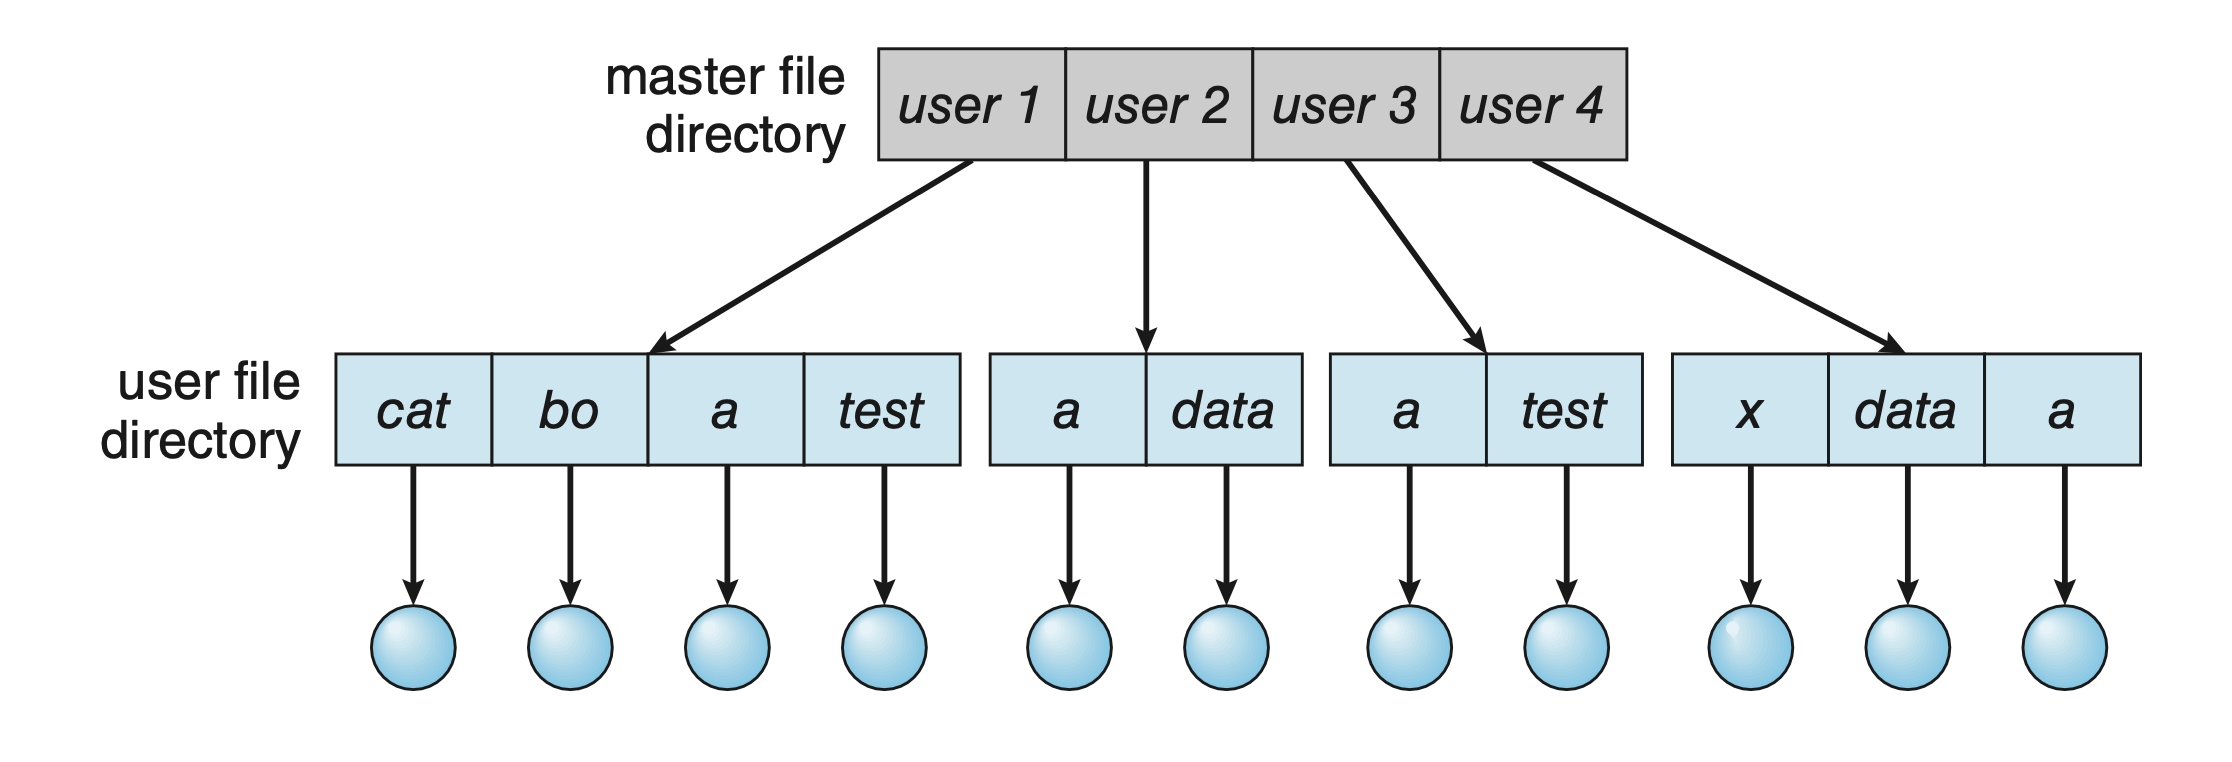 master file
directory
user 1 user 2 user 3 user 4
user file
directory
cat bo a test a data a test x data a